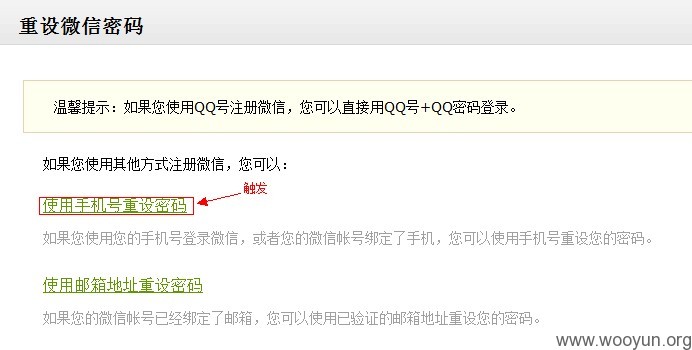 重设微信密码
温馨提示：如果您使用QQ号注册微信，您可以直接用QQ号+QQ密码登录。
如果您使用其他方式注册微信，您可以：
触发
使用手机号重设密码
如果您使用您的手机号登录微信，或者您的微信帐号绑定了手机，您可以使用手机号重设您的密码。
使用邮箱地址重设密码
如果您的微信帐号已经绑定了邮箱，您可以使用已验证的邮箱地址重设您的密码。
www.wooyun.org